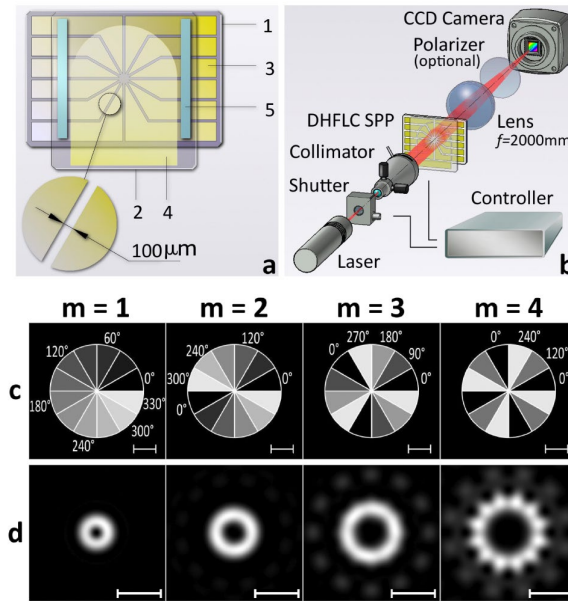 1
3
5
2
4
100μm
a
CCD Camera
Polarizer
(optional)
DHFLC SPP
Lens
f=2000mm
Collimator
Shutter
Controller
Laser
b
m = 1
m = 2
m = 3
m = 4
c
60°
120°
0°
180°
330°
300°
240°
120°
240°
300°
0°
0°
270°
180°
0°
90°
0°
240°
120°
0°
d